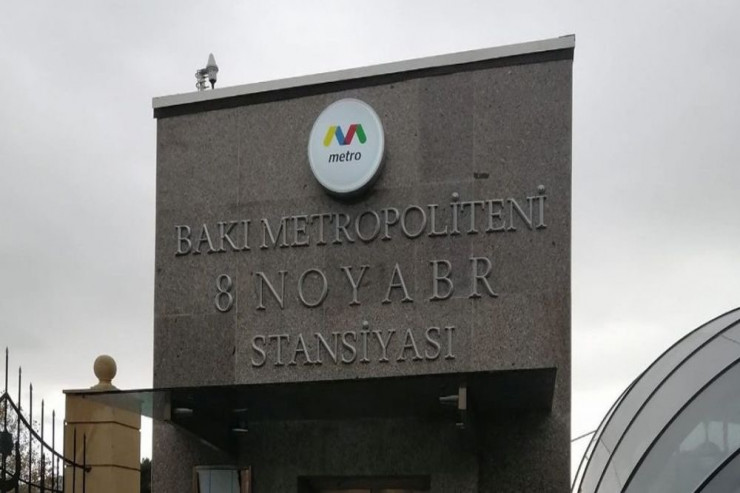 metro
BAKI METROPOLİTENİ
8 NOYABR
STANSİYASI